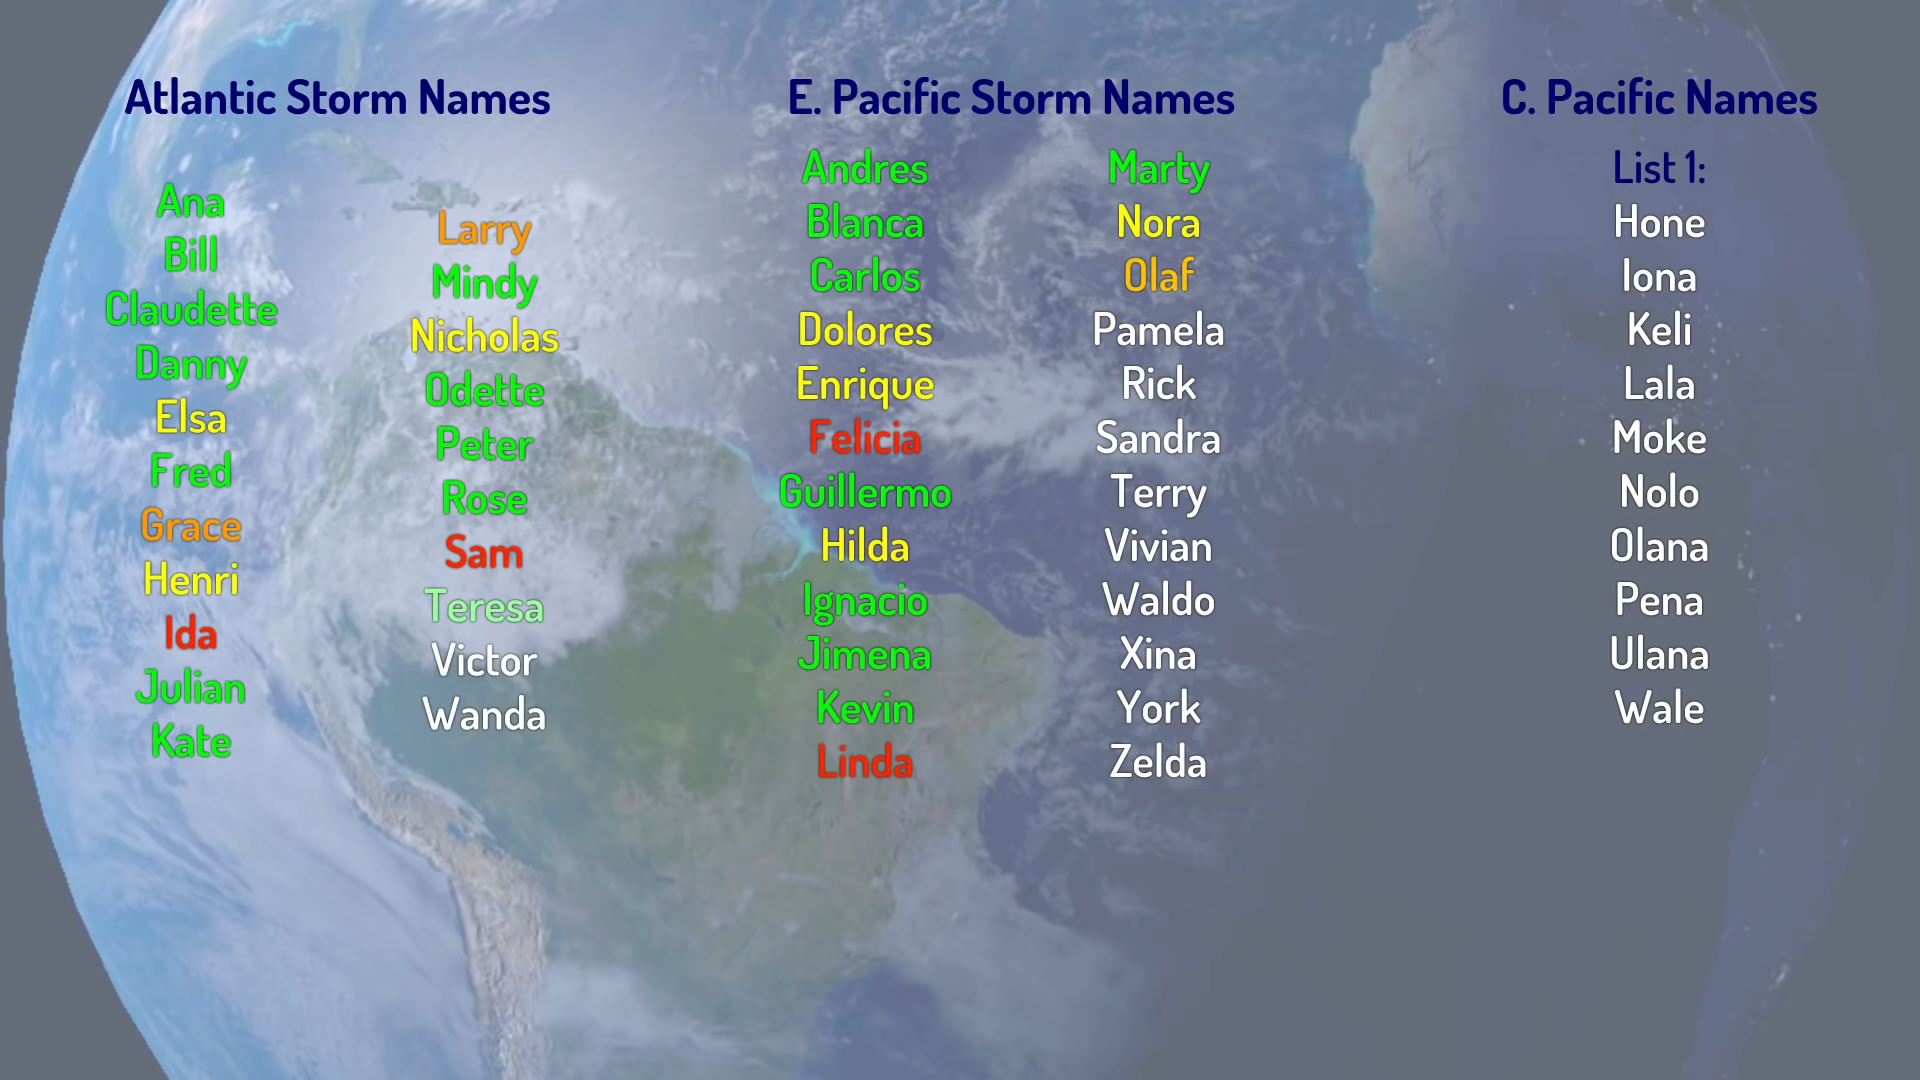 Atlantic Storm Names
Ana
Bill
Claudette
Danny
Elsa
Fred
Grace
Henri
Ida
Julian
Kate
Larry
Mindy
Nicholas
Odette
Peter
Rose
Sam
Teresa
Victor
Wanda
E. Pacific Storm Names
Andres
Blanca
Carlos
Dolores
Enrique
Felicia
Guillermo
Hilda
Ignacio
Jimena
Kevin
Linda
Marty
Nora
Olaf
Pamela
Rick
Sandra
Terry
Vivian
Waldo
Xina
York
Zelda
C. Pacific Names
List 1:
Hone
Iona
Keli
Lala
Moke
Nolo
Olana
Pena
Ulana
Wale